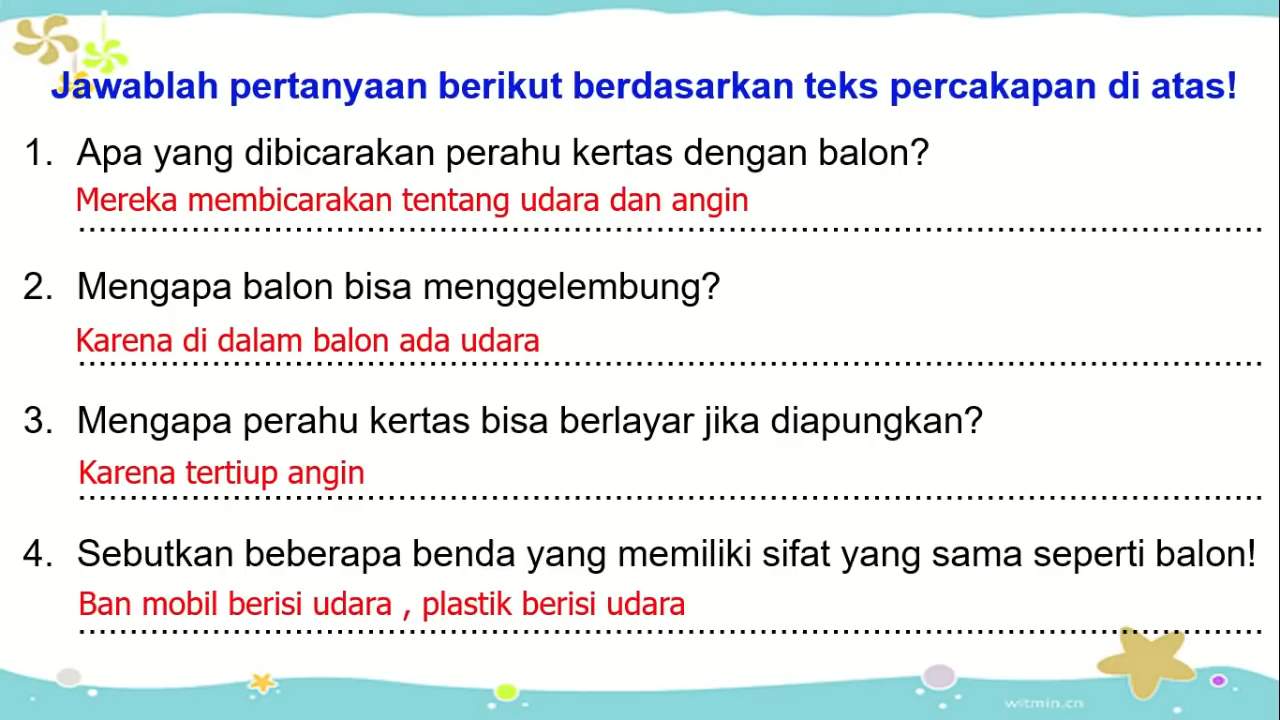 Jawablah pertanyaan berikut berdasarkan teks percakapan di atas!
1. Apa yang dibicarakan perahu kertas dengan balon?
Mereka membicarakan tentang udara dan angin
2. Mengapa balon bisa menggelembung?
Karena di dalam balon ada udara
3. Mengapa perahu kertas bisa berlayar jika diapungkan?
Karena tertiup angin
4. Sebutkan beberapa benda yang memiliki sifat yang sama seperti balon!
Ban mobil berisi udara , plastik berisi udara
witmin.cn